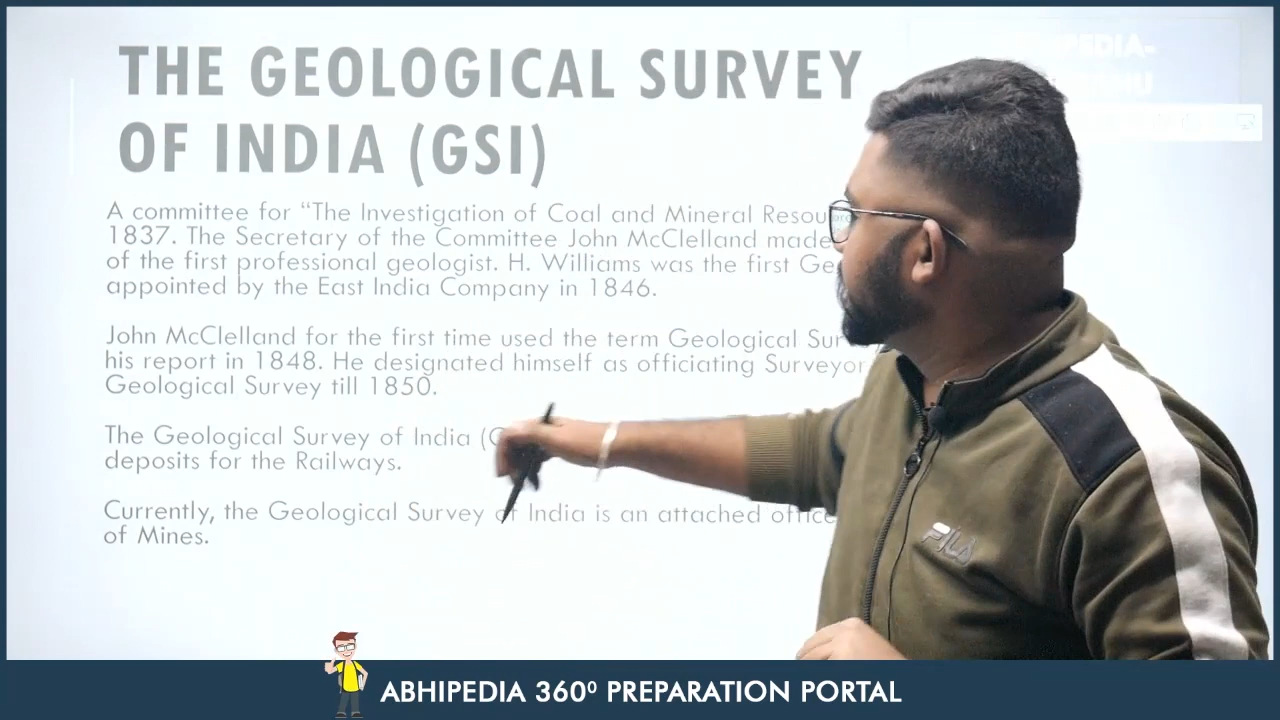 THE GEOLOGICAL SURVEY
OF INDIA (GSI)
A committee for “The Investigation of Coal and Mineral
1837. The Secretary of the Committee John McClelland made
of the first professional geologist. H. Williams was the first
appointed by the East India Company in 1846.
John McClelland for the first time used the term Geological
his report in 1848. He designated himself as officiating Surveyor
Geological Survey till 1850.
The Geological Survey of India
deposits for the Railways.
Currently, the Geological Survey of India is an attached office
of Mines.
FILA
ABHIPEDIA 360⁰ PREPARATION PORTAL